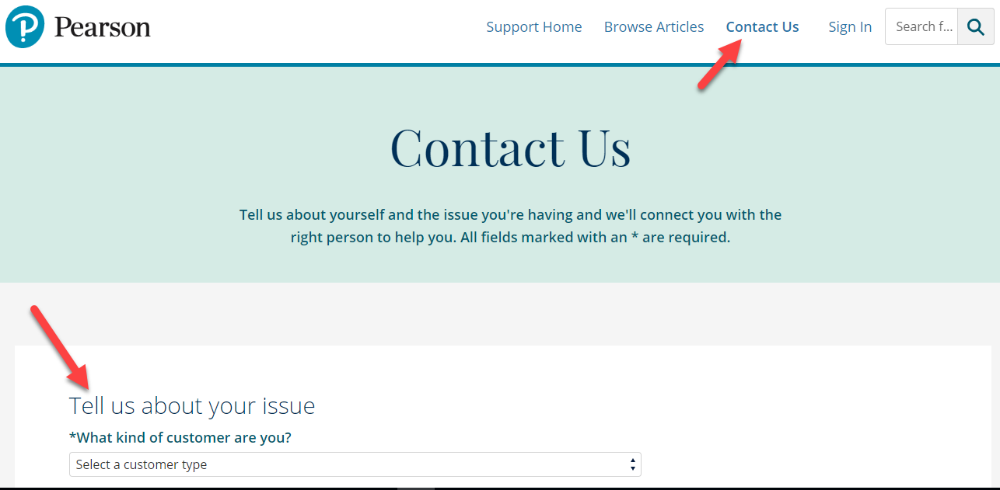 Pearson
Support Home
Browse Articles
Contact Us
Sign In
Search f...
Contact Us
Tell us about yourself and the issue you're having and we'll connect you with the
right person to help you. All fields marked with an * are required.
Tell us about your issue
*What kind of customer are you?
Select a customer type